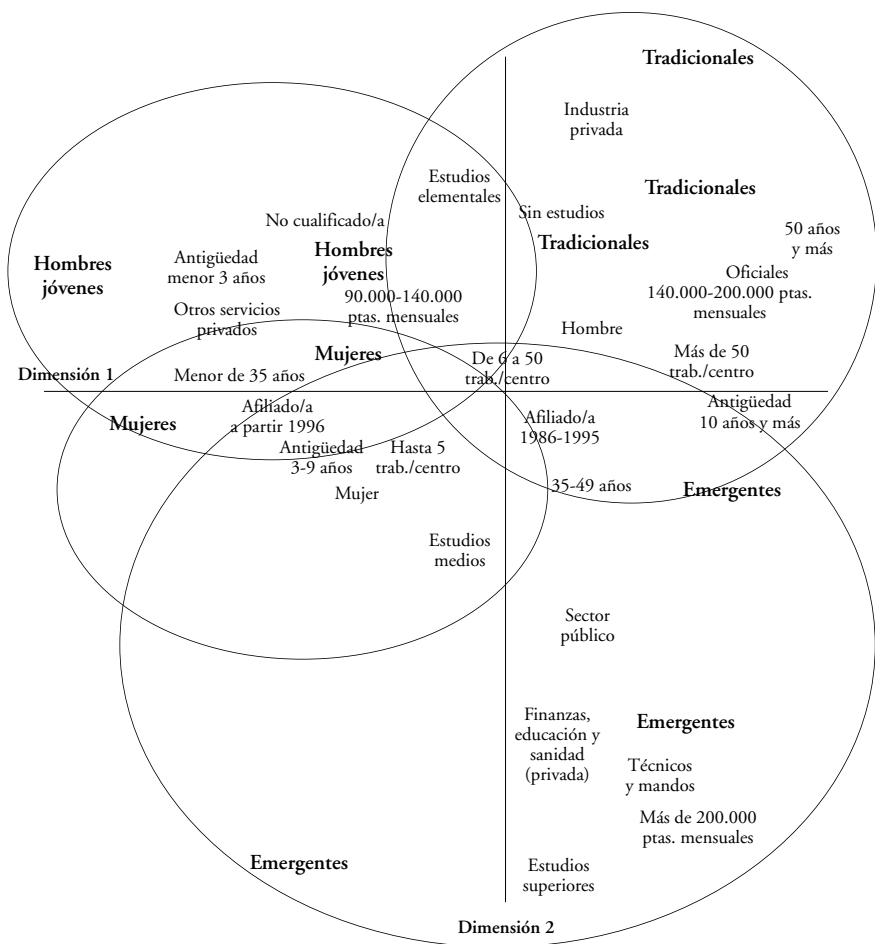 Tradicionales
Industria
privada
Estudios
elementales
Tradicionales
Sin estudios
No cualificado/a
50 años
y más
Tradicionales
Hombres
jóvenes
Antigüedad
menor 3 años
Hombres
jóvenes
Oficiales
140.000-200.000 ptas.
mensuales
90.000-140.000
ptas. mensuales
Otros servicios
privados
Hombre
Mujeres
De 6 a 50
trab./centro
Más de 50
trab./centro
Dimensión 1
Menor de 35 años
Mujeres
Afiliado/a
a partir 1996
Afiliado/a
1986-1995
Antigüedad
10 años y más
Antigüedad
3-9 años
Hasta 5
trab./centro
Mujer
35-49 años
Emergentes
Estudios
medios
Sector
público
Finanzas,
educación y
sanidad
(privada)
Emergentes
Técnicos
y mandos
Más de 200.000
ptas. mensuales
Emergentes
Estudios
superiores
Dimensión 2